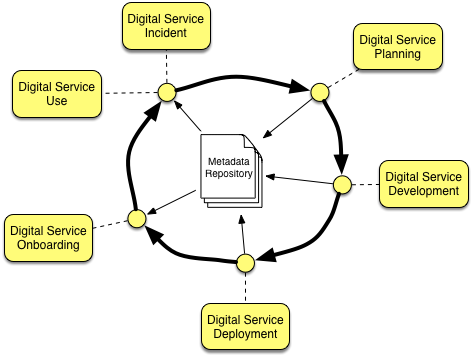 Digital Service
Incident
Digital Service
Planning
Digital Service
Use
Metadata
Repository
Digital Service
Development
Digital Service
Onboarding
Digital Service
Deployment